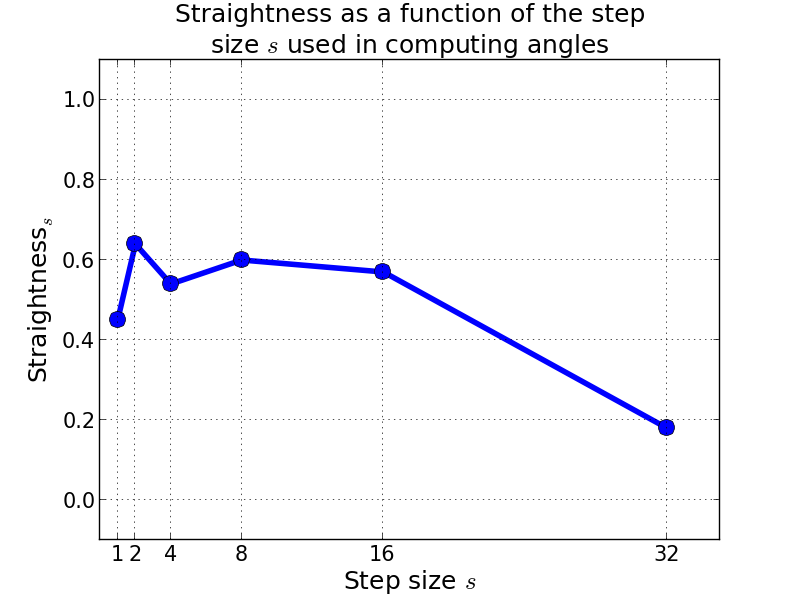 Straightness as a function of the step
size s used in computing angles
1.0
0.8
0.6
0.4
0.2
0.0
Straightness_s
1 2 4 8 16 32
Step size s